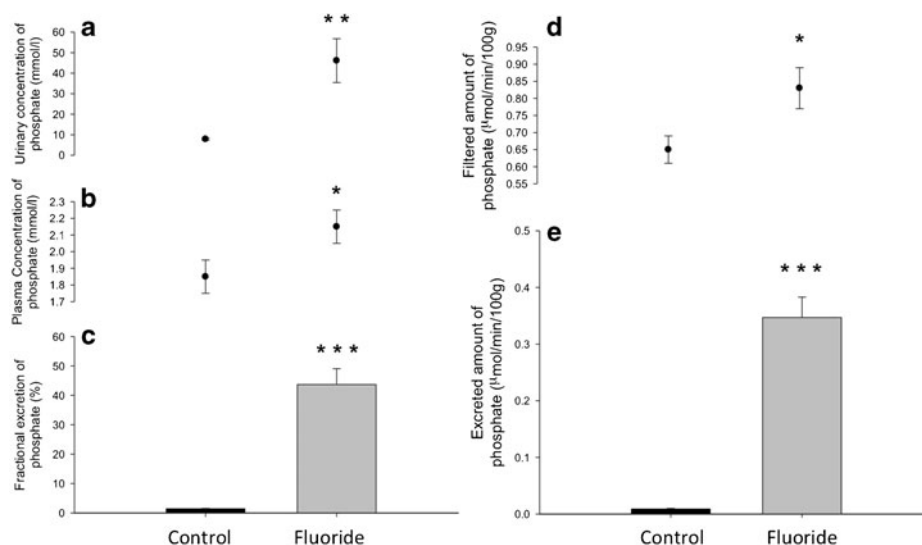 a
Urinary concentration of
phosphate (mmol/l)
60
50
40
30
20
10
0
* *
b
Plasma Concentration of
phosphate (mmol/l)
2.3
2.2
2.1
2.0
1.9
1.8
1.7
*
c
Fractional excretion of
phosphate (%)
60
50
40
30
20
10
0
* * *
Control
Fluoride
d
Filtered amount of
phosphate (µmol/min/100g)
0.95
0.90
0.85
0.80
0.75
0.70
0.65
0.60
0.55
*
e
Excreted amount of
phosphate (µmol/min/100g)
0.5
0.4
0.3
0.2
0.1
0.0
* * *
Control
Fluoride